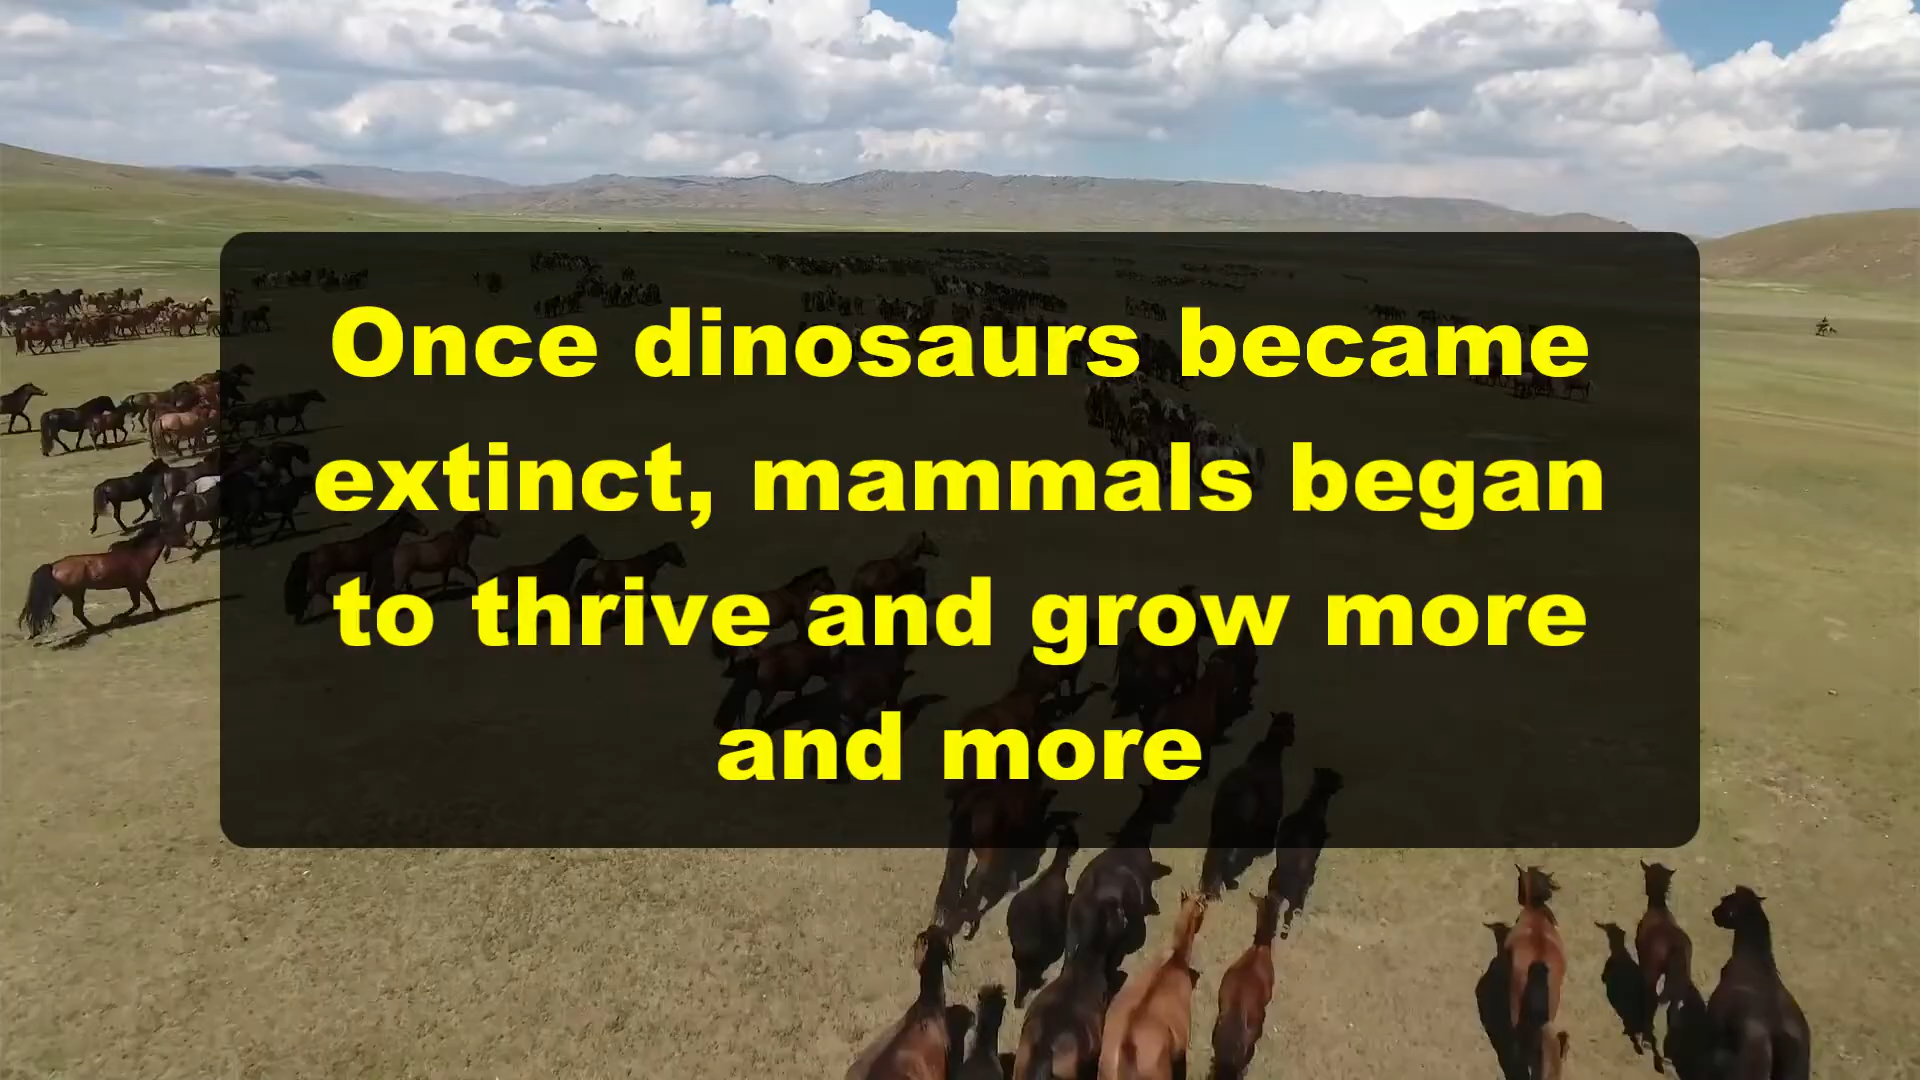 Once dinosaurs became
extinct, mammals began
to thrive and grow more
and more